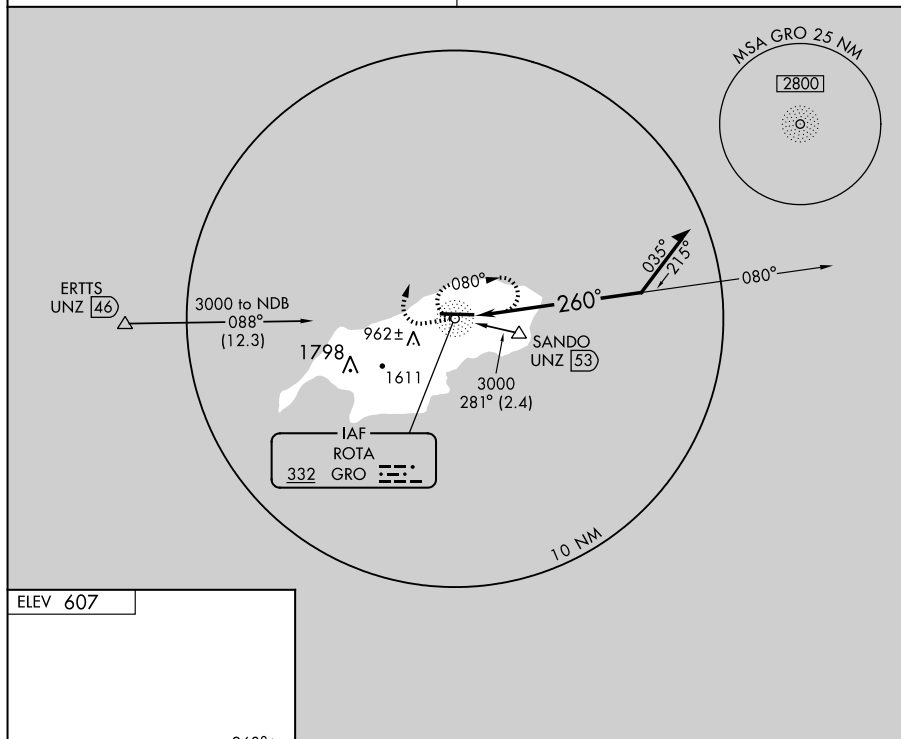 MSA GRO 25 NM
2800
035°
215°
080°
080°
260°
ERTTS
UNZ 46
3000 to NDB
088°
(12.3)
962±
SANDO
UNZ 53
1798
1611
3000
281° (2.4)
IAF
ROTA
332 GRO
10 NM
ELEV 607